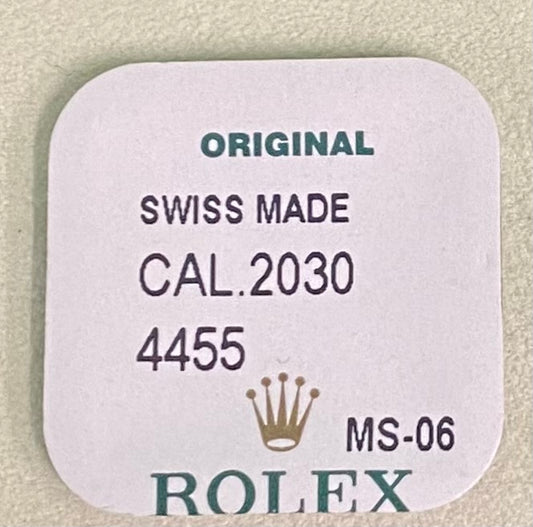 ORIGINAL
SWISS MADE
CAL.2030
4455
MS-06
ROLEX